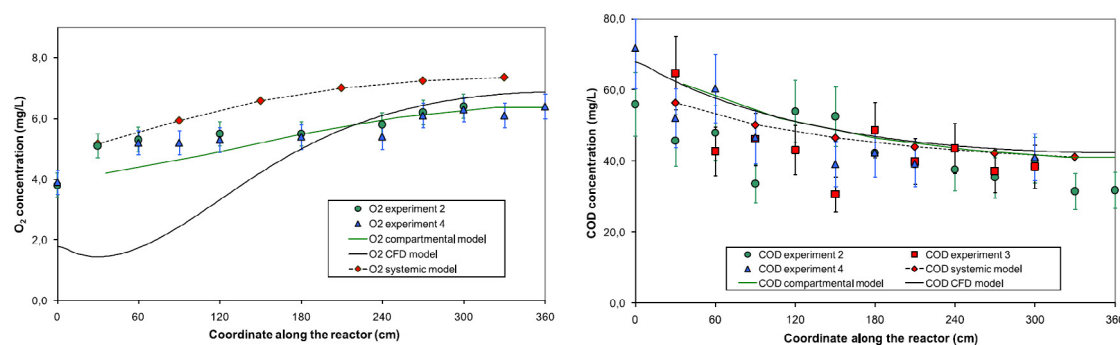 8,0
6,0
4,0
2,0
0,0
O2 concentration (mg/L)
0
60
120
180
240
300
360
Coordinate along the reactor (cm)
O2 experiment 2
O2 experiment 4
O2 compartmental model
O2 CFD model
O2 systemic model
80,0
60,0
40,0
20,0
0,0
COD concentration (mg/L)
0
60
120
180
240
300
360
Coordinate along the reactor (cm)
COD experiment 2
COD experiment 3
COD experiment 4
COD systemic model
COD compartmental model
COD CFD model